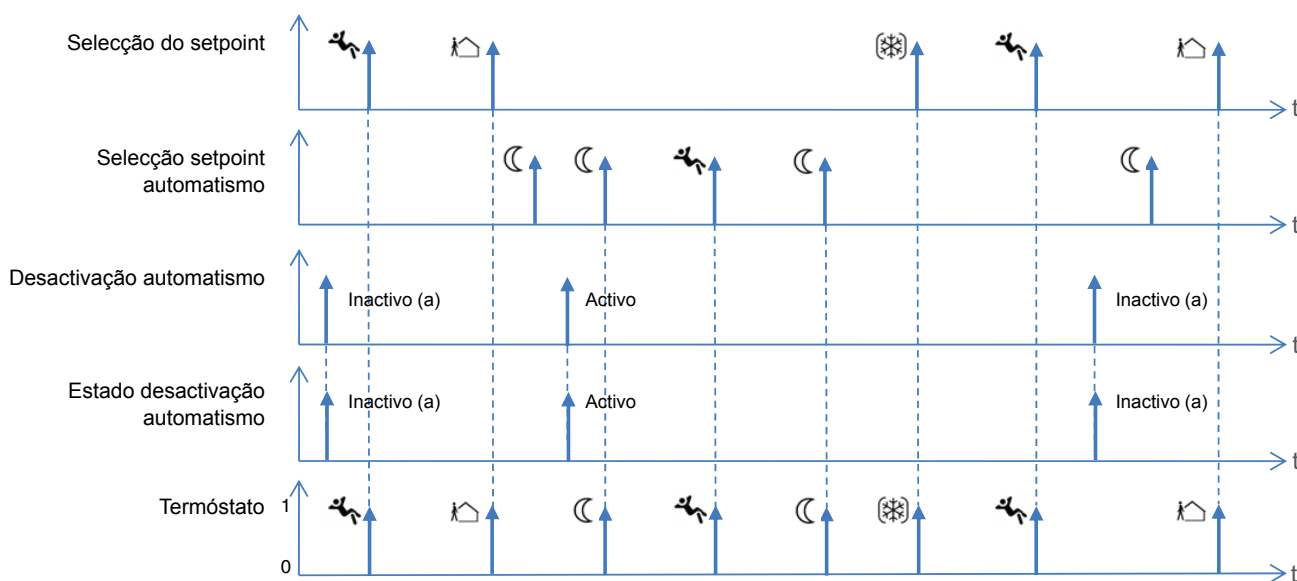 Selecção do setpoint
t
Selecção setpoint
automatismo
t
Desactivação automatismo
Inactivo (a)
Activo
Inactivo (a)
t
Estado desactivação
automatismo
Inactivo (a)
Activo
Inactivo (a)
t
Termóstato
1
0
t